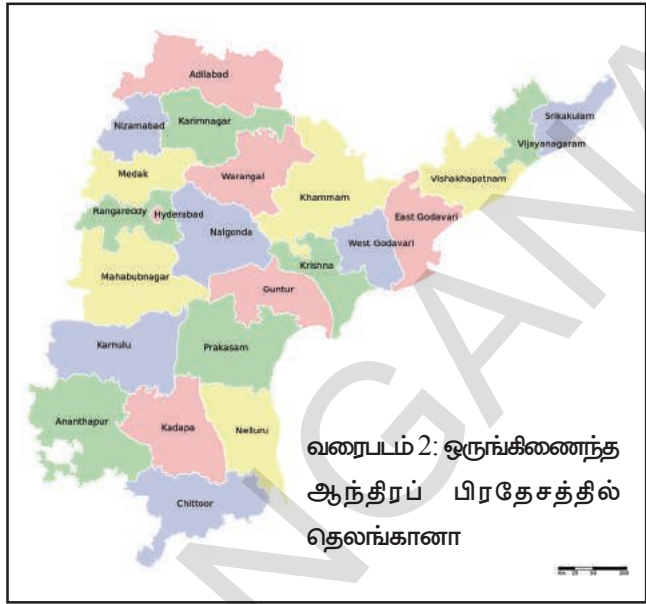 Adilabad
Nizamabad
Karimnagar
Srikakulam
Vijayanagaram
Medak
Warangal
Vishakhapatnam
Khammam
Rangareddy
Hyderabad
East Godavari
Nalgonda
West Godavari
Krishna
Mahabubnagar
Guntur
Karnulu
Prakasam
Ananthapur
Kadapa
Nelluru
Chittoor
வரைபடம் 2: ஒருங்கிணைந்த
ஆந்திரப் பிரதேசத்தில்
தெலங்கானா